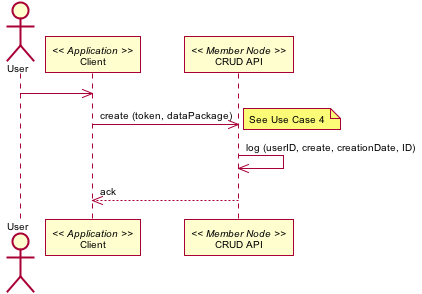 << Application >>
Client
<< Member Node >>
CRUD API
User
create (token, dataPackage)
See Use Case 4
log (userID, create, creationDate, ID)
ack
User
<< Application >>
Client
<< Member Node >>
CRUD API